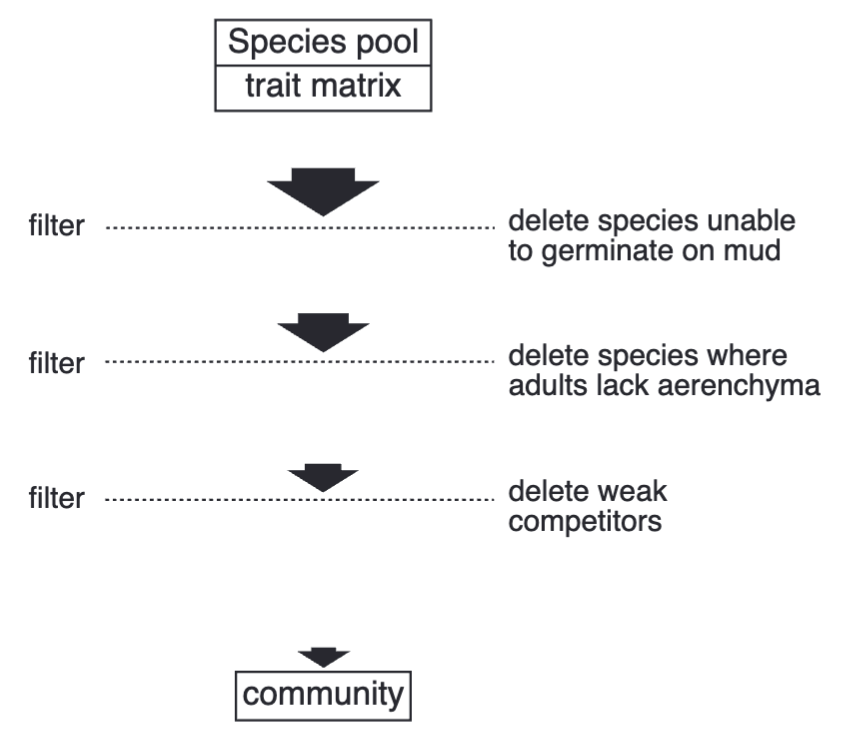 Species pool
trait matrix
filter
delete species unable
to germinate on mud
filter
delete species where
adults lack aerenchyma
filter
delete weak
competitors
community